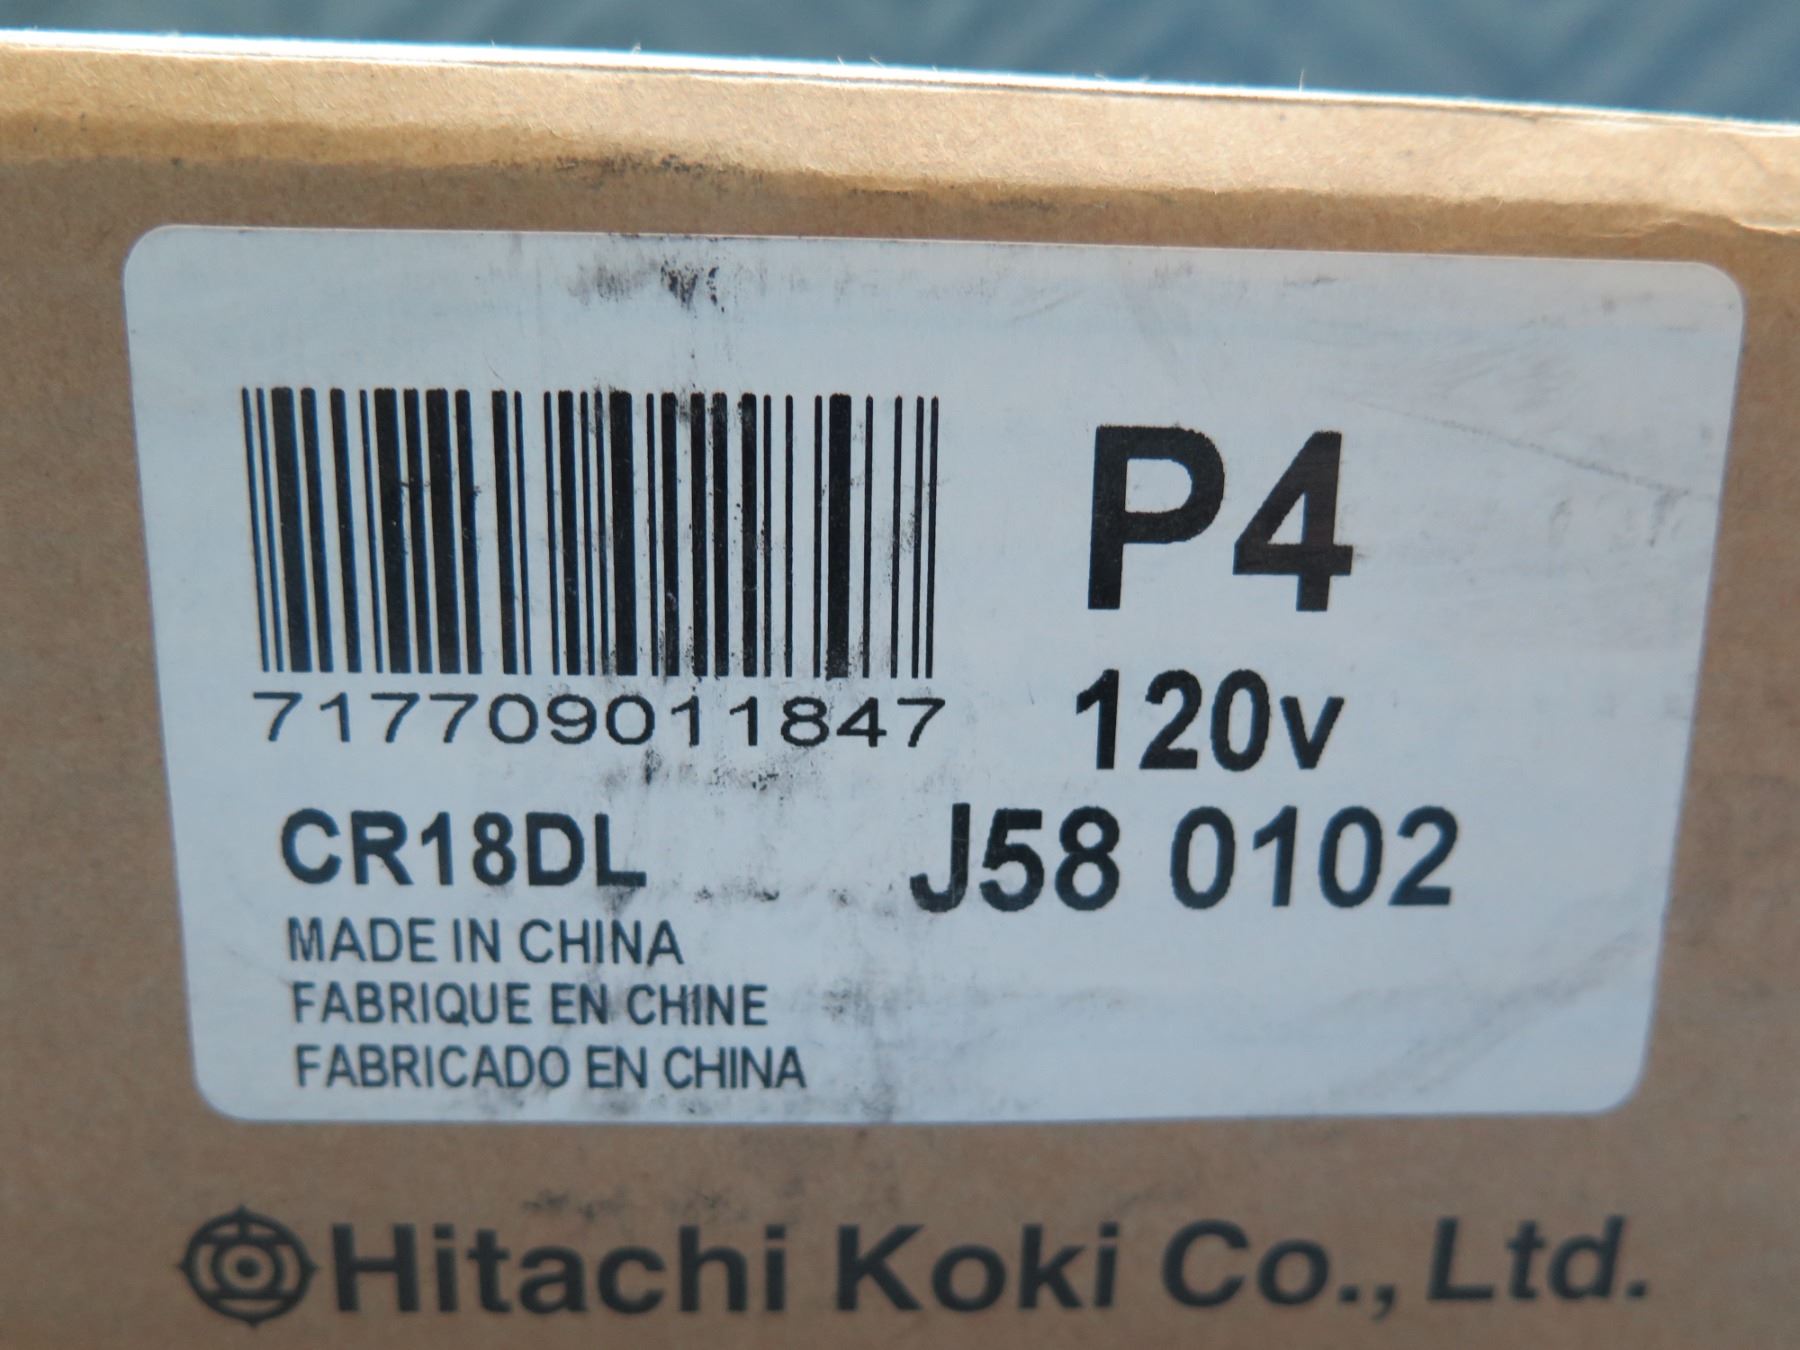 717709011847
P4
120v
CR18DL
J58 0102
MADE IN CHINA
FABRIQUE EN CHINE
FABRICADO EN CHINA
Hitachi Koki Co., Ltd.